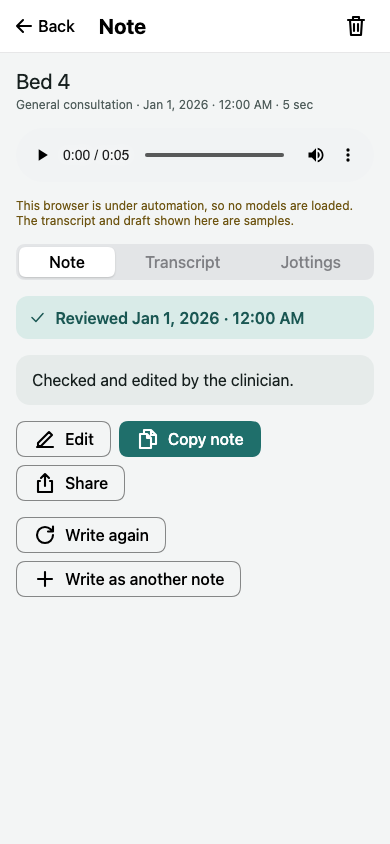 Back Note
Bed 4
General consultation · Jan 1, 2026 · 12:00 AM · 5 sec
0:00 / 0:05
This browser is under automation, so no models are loaded.
The transcript and draft shown here are samples.
Note Transcript Jottings
Reviewed Jan 1, 2026 · 12:00 AM
Checked and edited by the clinician.
Edit Copy note
Share
Write again
Write as another note